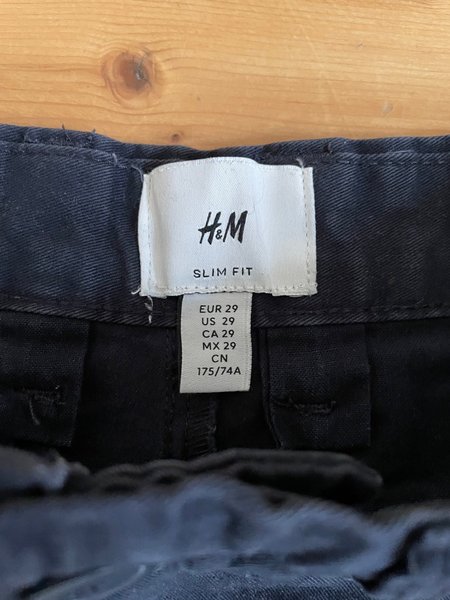 H&M
SLIM FIT
EUR 29
US 29
CA 29
MX 29
CN
175/74A